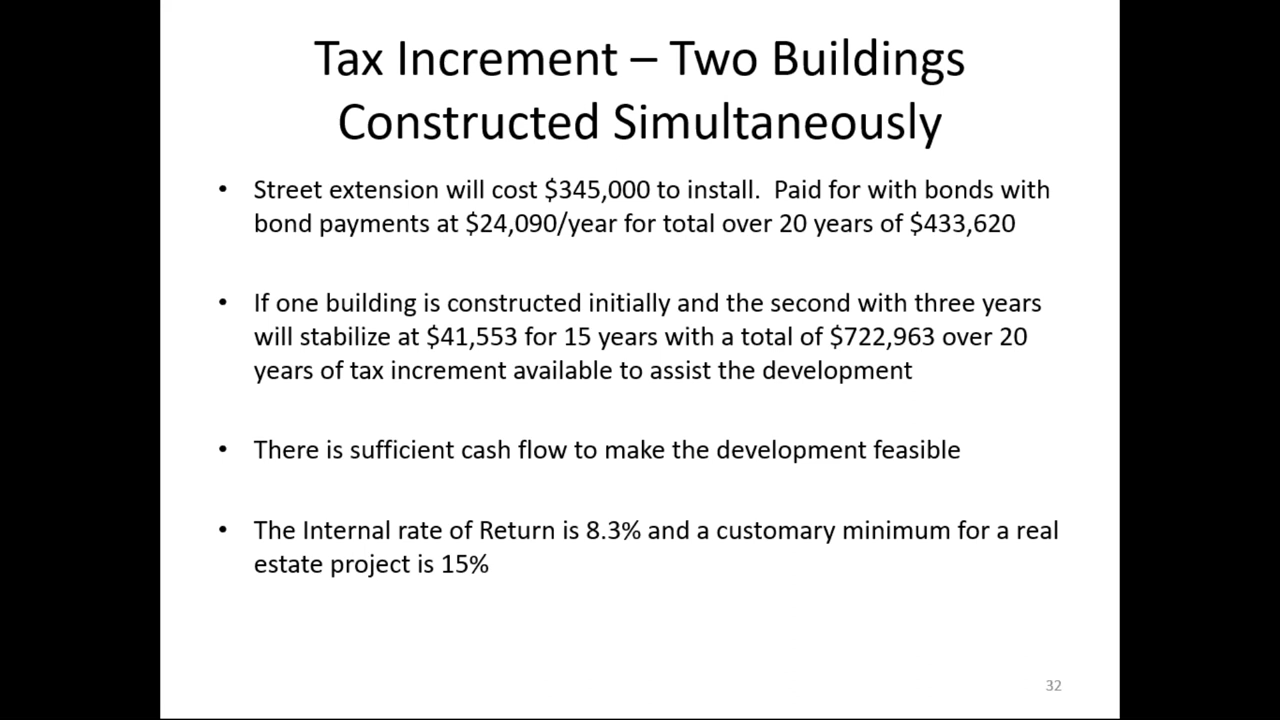 Tax Increment – Two Buildings
Constructed Simultaneously
• Street extension will cost $345,000 to install.  Paid for with bonds with
bond payments at $24,090/year for total over 20 years of $433,620
• If one building is constructed initially and the second with three years
will stabilize at $41,553 for 15 years with a total of $722,963 over 20
years of tax increment available to assist the development
• There is sufficient cash flow to make the development feasible
• The Internal rate of Return is 8.3% and a customary minimum for a real
estate project is 15%
32